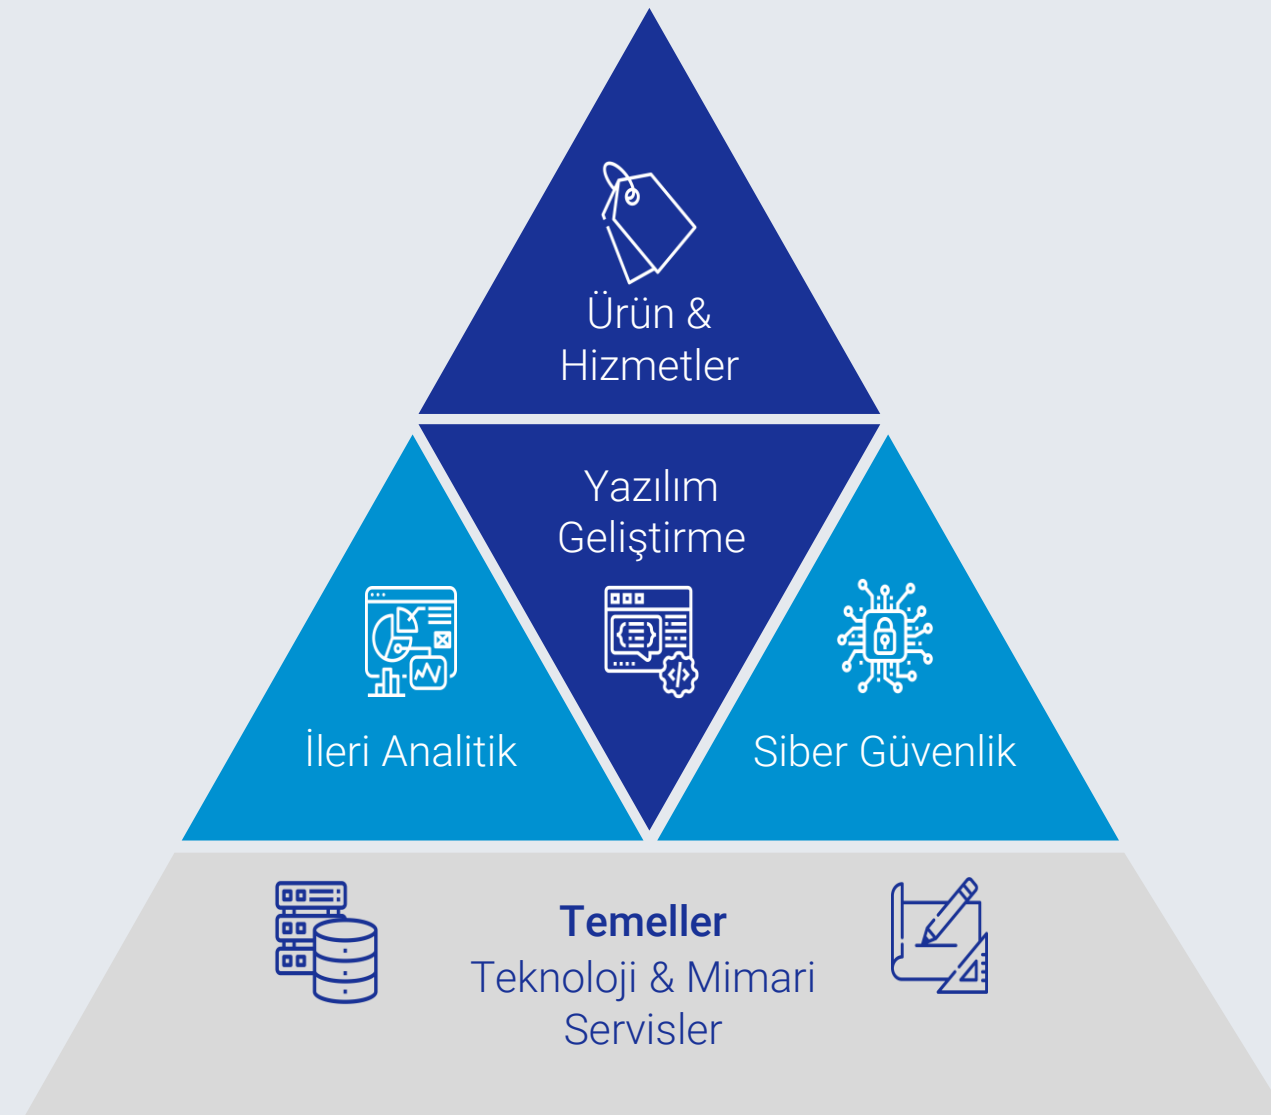 Ürün &
Hizmetler
Yazılım
Geliştirme
İleri Analitik
Siber Güvenlik
Temeller
Teknoloji & Mimari
Servisler